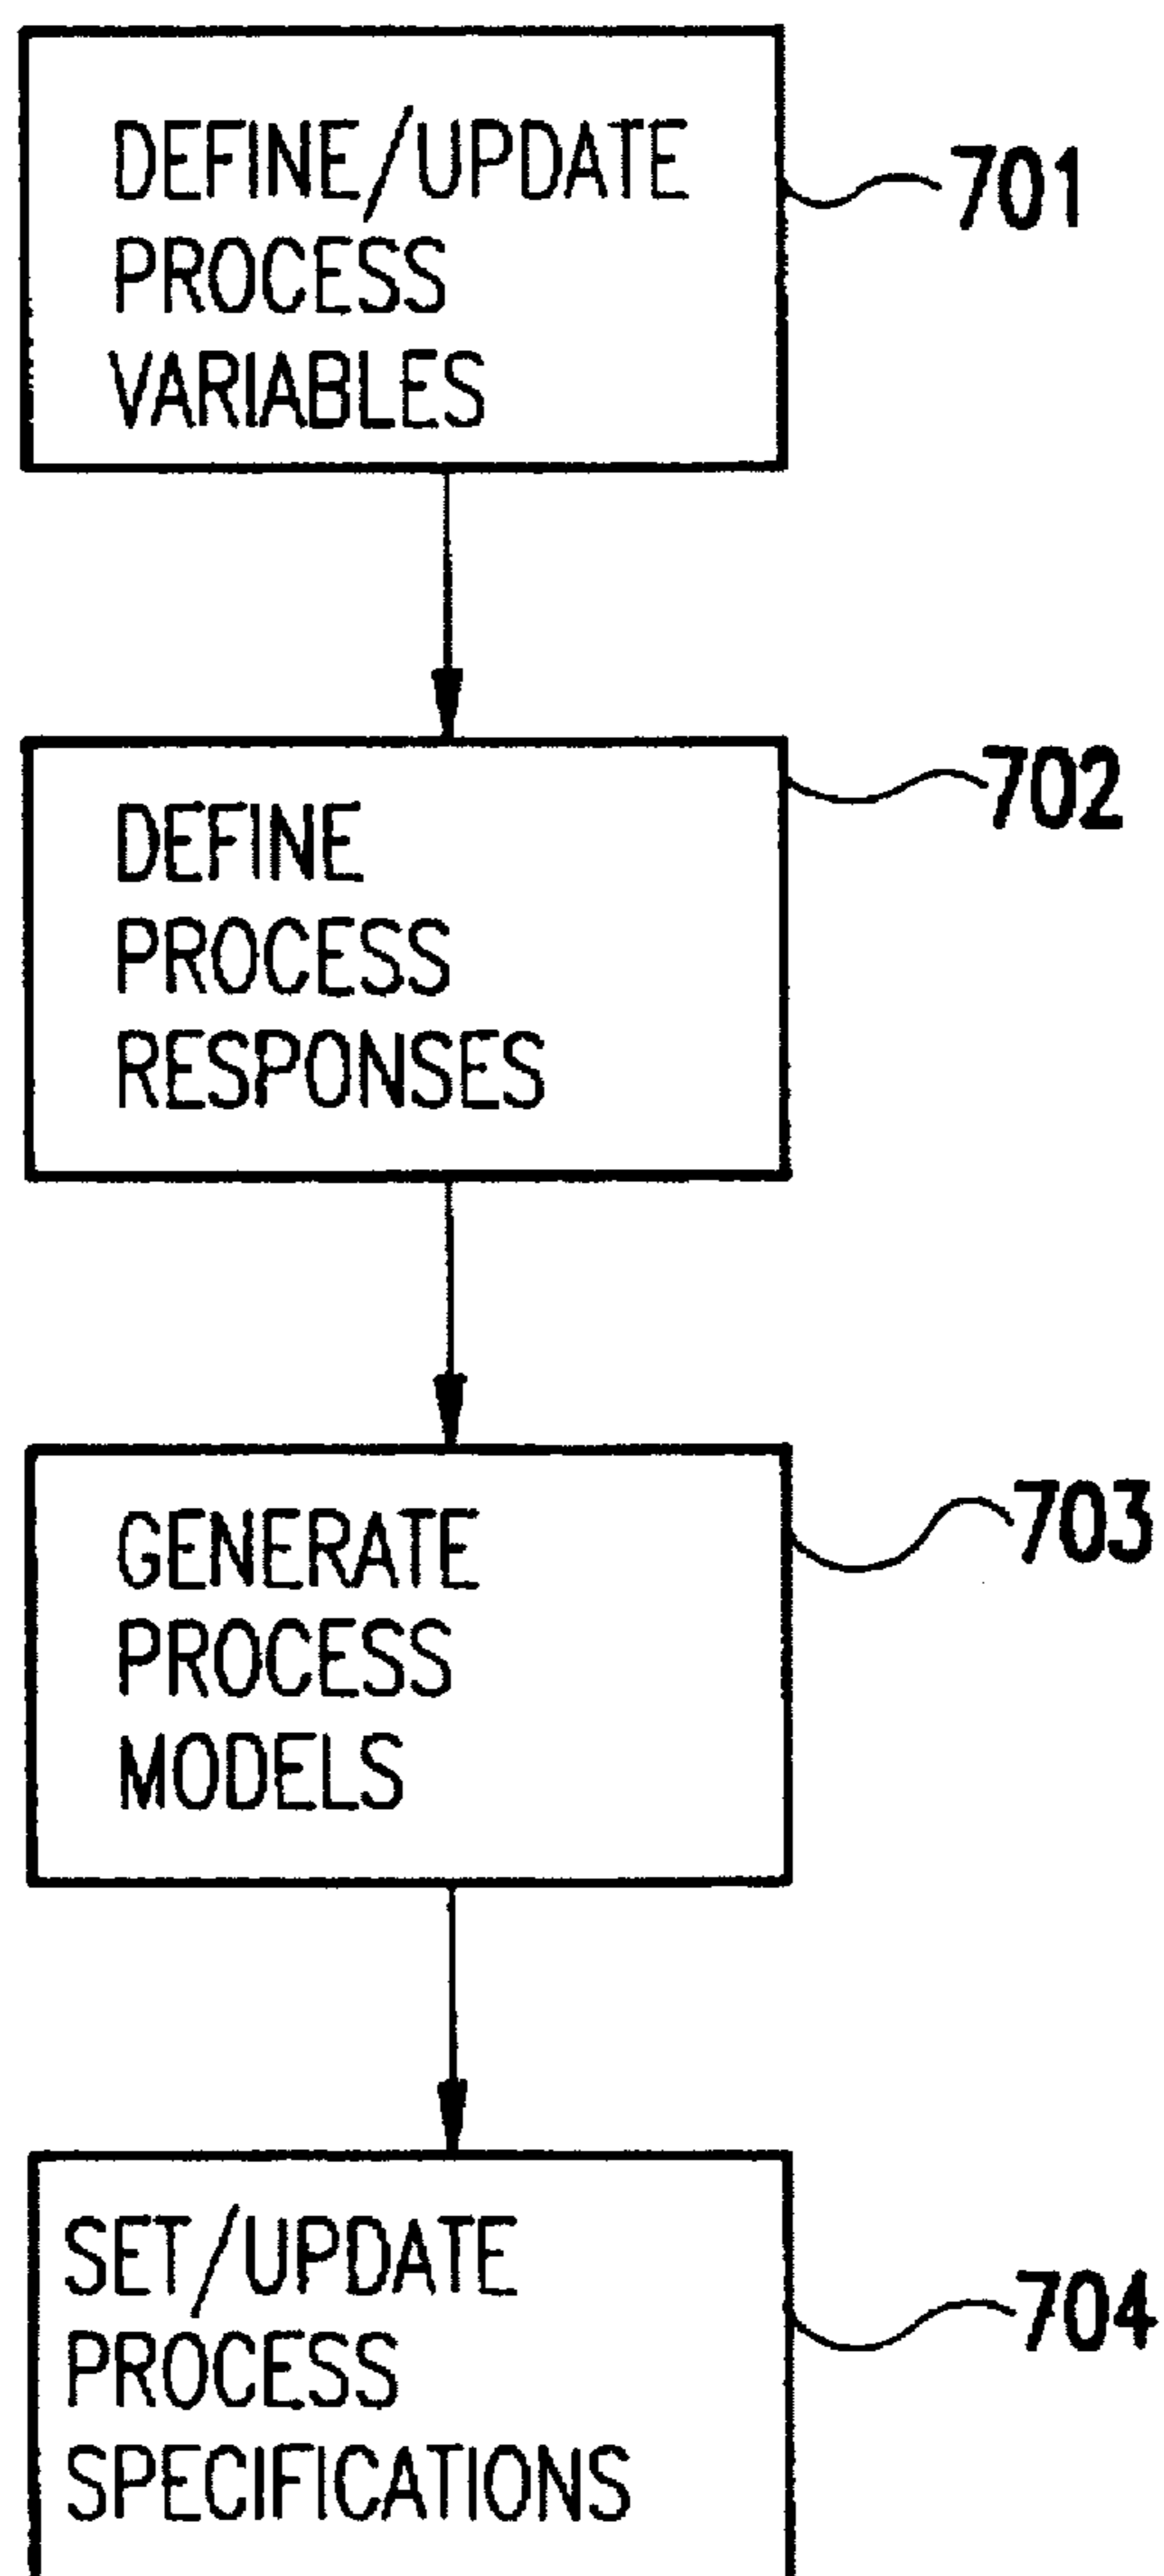 DEFINE/UPDATE
PROCESS
VARIABLES
701
DEFINE
PROCESS
RESPONSES
702
GENERATE
PROCESS
MODELS
703
SET/UPDATE
PROCESS
SPECIFICATIONS
704